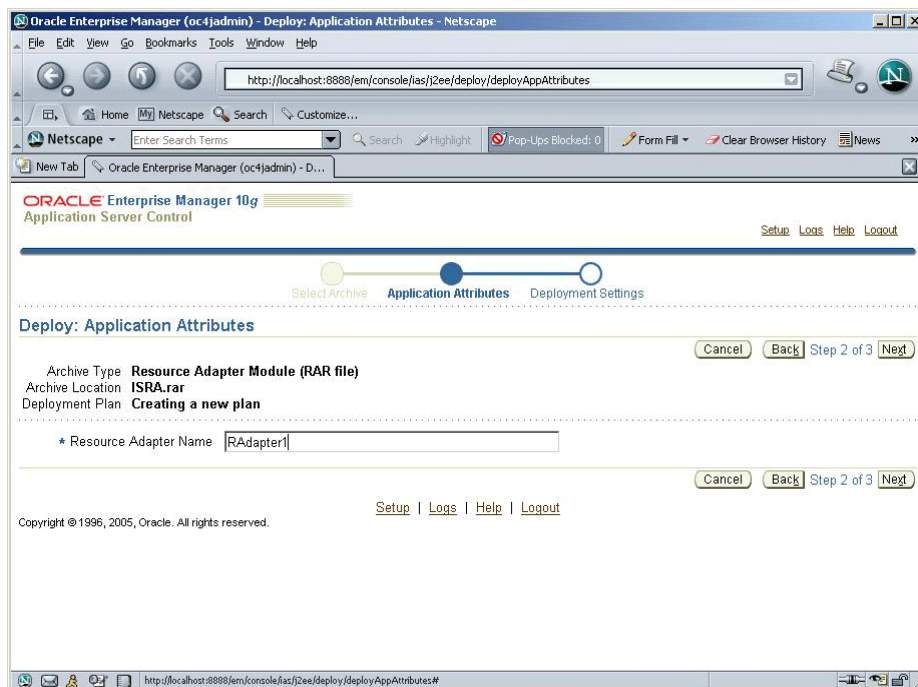 Oracle Enterprise Manager (oc4jadmin) - Deploy: Application Attributes - Netscape
File Edit View Go Bookmarks Tools Window Help
http://localhost:8888/em/console/ias/j2ee/deploy/deployAppAttributes
Home My Netscape Search Customize...
Netscape Enter Search Terms Search Highlight Pop-Ups Blocked: 0 Form Fill Clear Browser History News
New Tab Oracle Enterprise Manager (oc4jadmin) - D...
ORACLE Enterprise Manager 10g
Application Server Control
Setup Logs Help Logout
Select Archive Application Attributes Deployment Settings
Deploy: Application Attributes
Cancel Back Step 2 of 3 Next
Archive Type Resource Adapter Module (RAR file)
Archive Location ISRA.rar
Deployment Plan Creating a new plan
* Resource Adapter Name RAdapter1
Cancel Back Step 2 of 3 Next
Setup | Logs | Help | Logout
Copyright © 1996, 2005, Oracle. All rights reserved.
http://localhost:8888/em/console/ias/j2ee/deploy/deployAppAttributes#